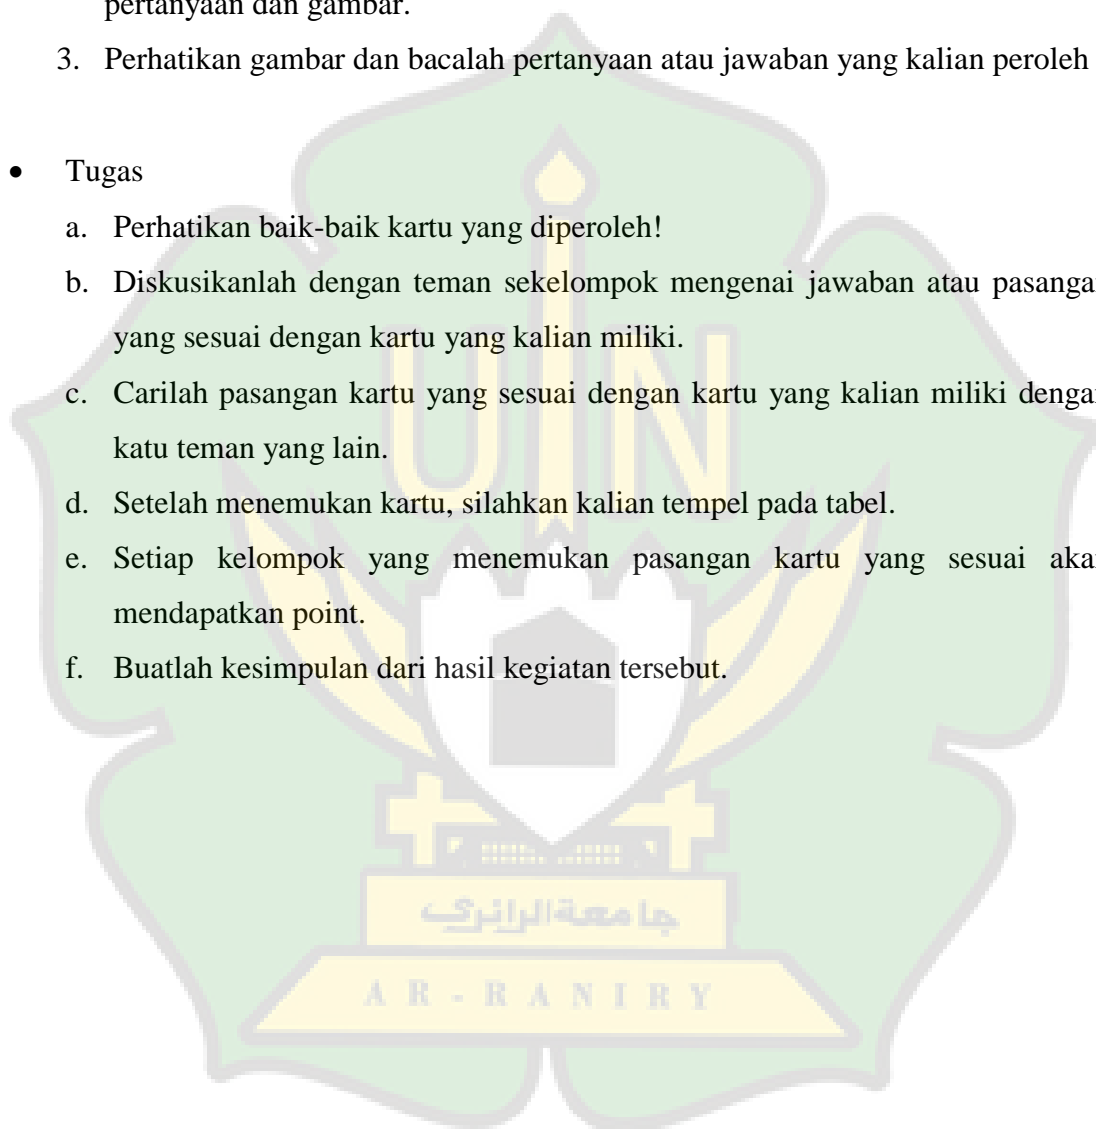 pertanyaan dan gambar.
3. Perhatikan gambar dan bacalah pertanyaan atau jawaban yang kalian peroleh
• Tugas
a. Perhatikan baik-baik kartu yang diperoleh!
b. Diskusikanlah dengan teman sekelompok mengenai jawaban atau pasanga
yang sesuai dengan kartu yang kalian miliki.
c. Carilah pasangan kartu yang sesuai dengan kartu yang kalian miliki denga
katu teman yang lain.
d. Setelah menemukan kartu, silahkan kalian tempel pada tabel.
e. Setiap kelompok yang menemukan pasangan kartu yang sesuai aka
mendapatkan point.
f. Buatlah kesimpulan dari hasil kegiatan tersebut.
UIN
جامعة الرانري
AR-RANIRY